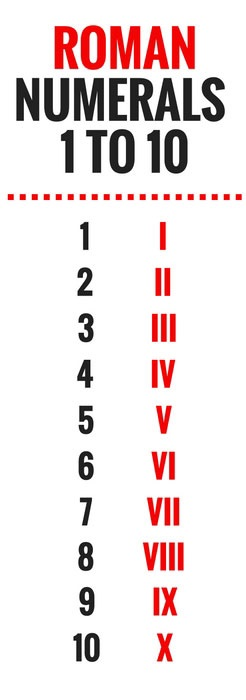 ROMAN
NUMERALS
1 TO 10
1 I
2 II
3 III
4 IV
5 V
6 VI
7 VII
8 VIII
9 IX
10 X